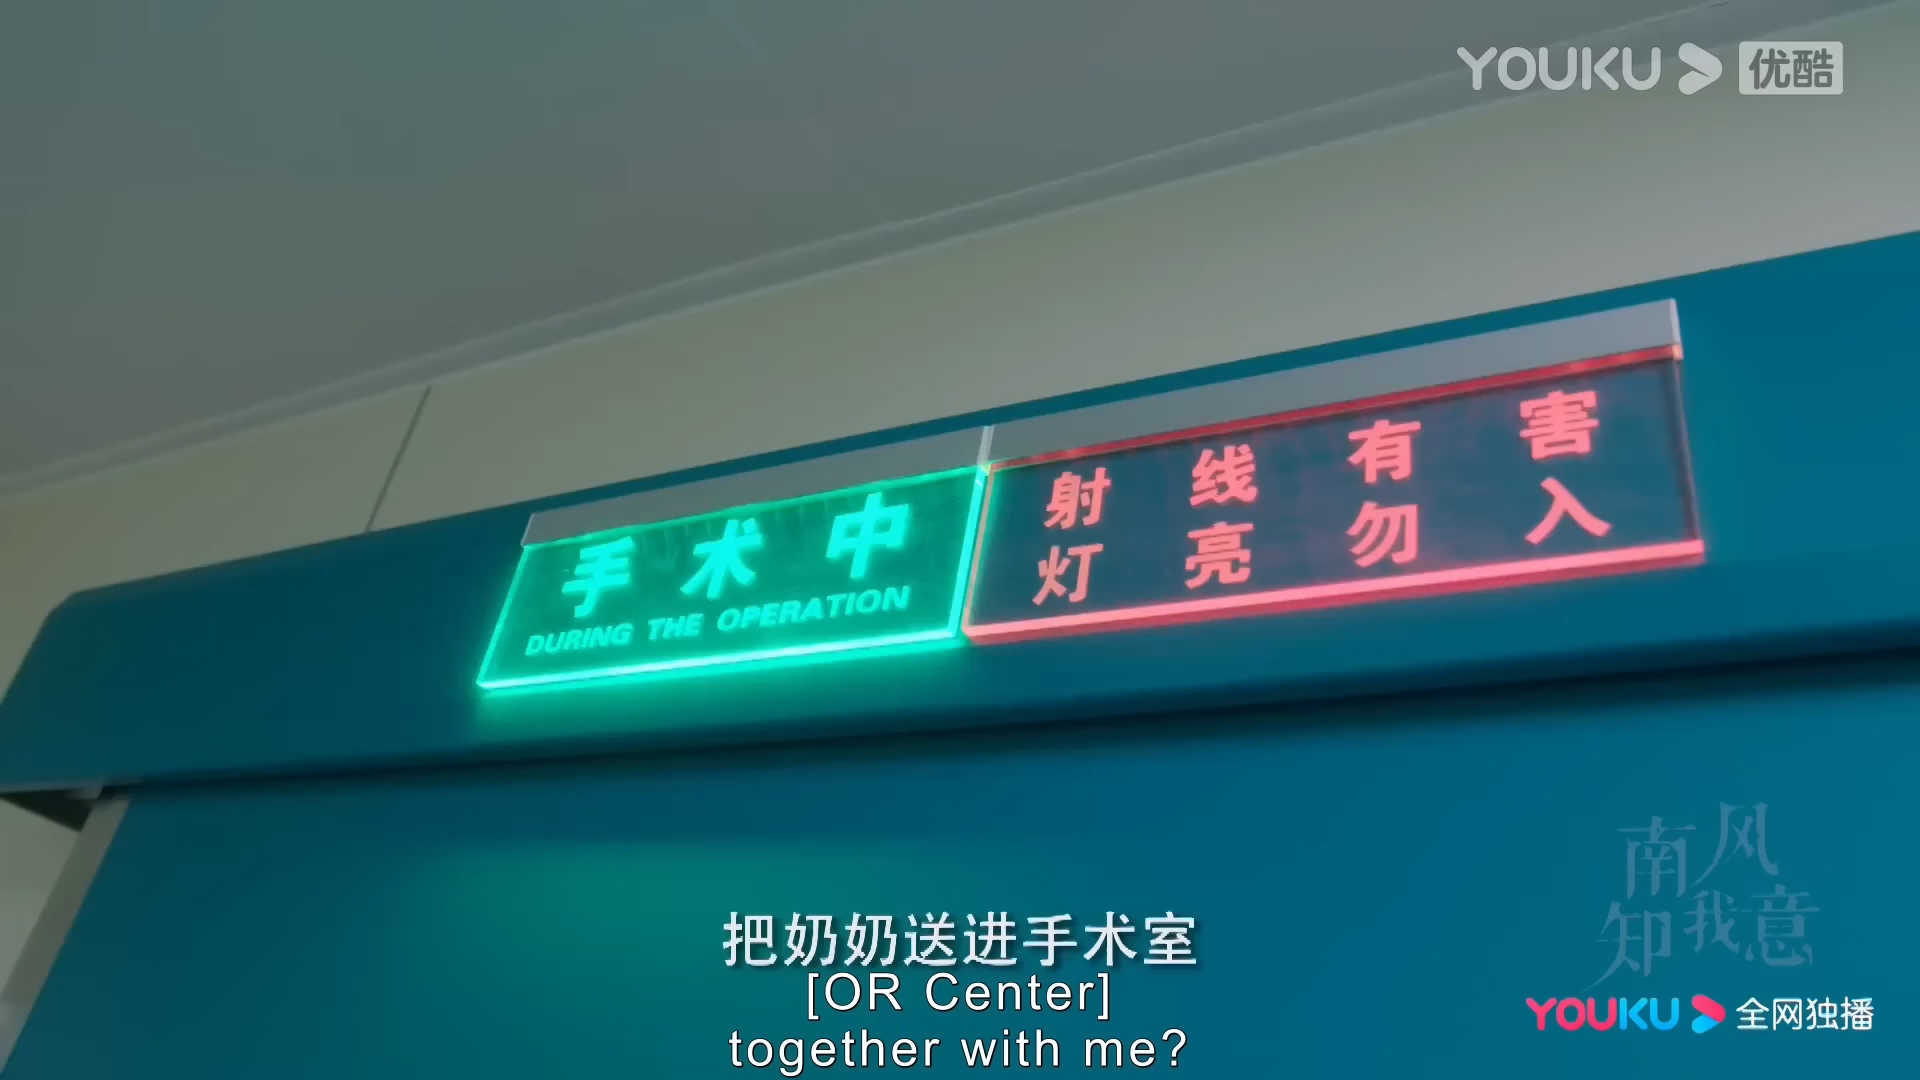 YOUKU 优酷
手术中
DURING THE OPERATION
射线有害
灯亮勿入
南风知我意
把奶奶送进手术室
[OR Center]
together with me?
YOUKU 全网独播